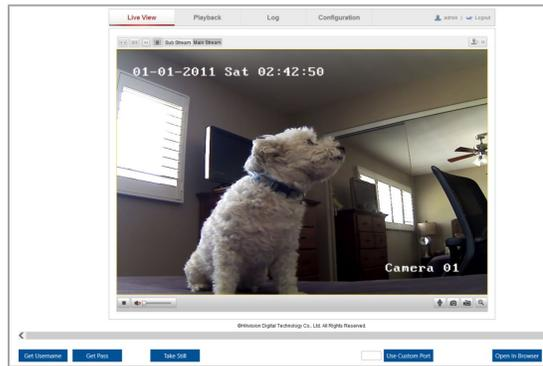 Live View Playback Log Configuration admin | Logout
Sub Stream Main Stream
01-01-2011 Sat 02:42:50
Camera 01
©Hikvision Digital Technology Co., Ltd. All Rights Reserved.
Get Username Get Pass Take Still Use Custom Port Open In Browser